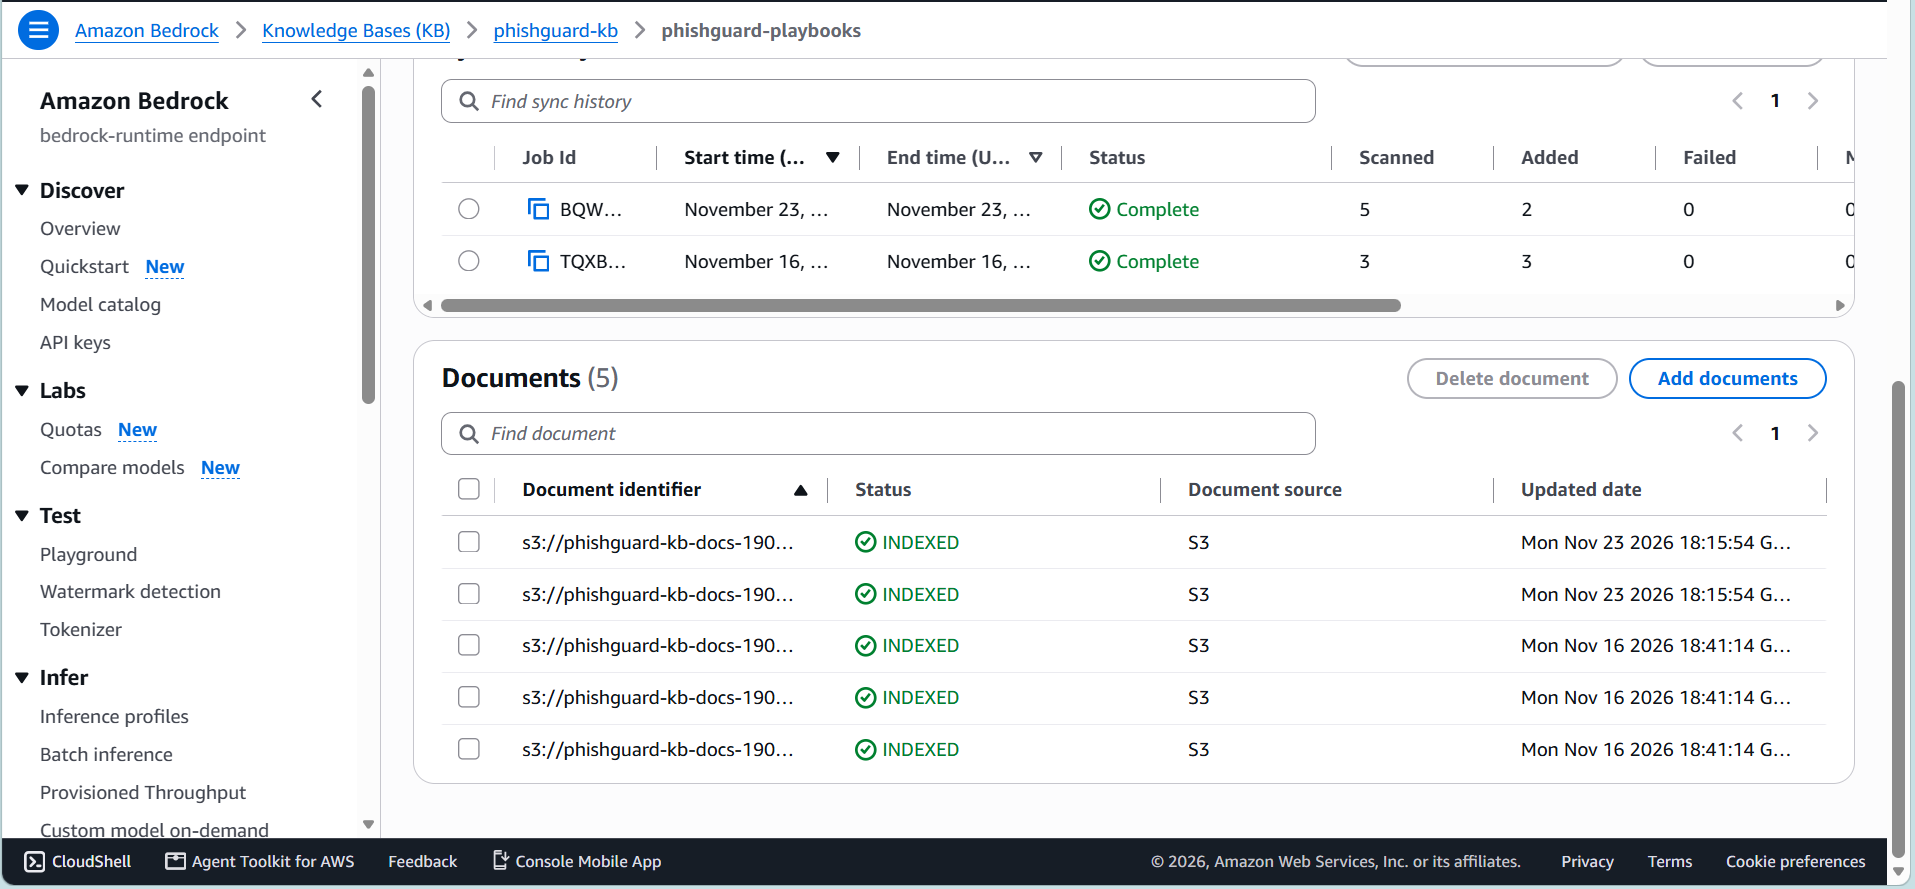 Amazon Bedrock > Knowledge Bases (KB) > phishguard-kb > phishguard-playbooks
Amazon Bedrock
bedrock-runtime endpoint
Discover
Overview
Quickstart New
Model catalog
API keys
Labs
Quotas New
Compare models New
Test
Playground
Watermark detection
Tokenizer
Infer
Inference profiles
Batch inference
Provisioned Throughput
Custom model on-demand
Find sync history
1
Job Id Start time (... End time (U... Status Scanned Added Failed
BQW... November 23, ... November 23, ... Complete 5 2 0 0
TQXB... November 16, ... November 16, ... Complete 3 3 0 0
Documents (5)
Delete document
Add documents
Find document
1
Document identifier Status Document source Updated date
s3://phishguard-kb-docs-190... INDEXED S3 Mon Nov 23 2026 18:15:54 G...
s3://phishguard-kb-docs-190... INDEXED S3 Mon Nov 23 2026 18:15:54 G...
s3://phishguard-kb-docs-190... INDEXED S3 Mon Nov 16 2026 18:41:14 G...
s3://phishguard-kb-docs-190... INDEXED S3 Mon Nov 16 2026 18:41:14 G...
s3://phishguard-kb-docs-190... INDEXED S3 Mon Nov 16 2026 18:41:14 G...
CloudShell Agent Toolkit for AWS Feedback Console Mobile App © 2026, Amazon Web Services, Inc. or its affiliates. Privacy Terms Cookie preferences